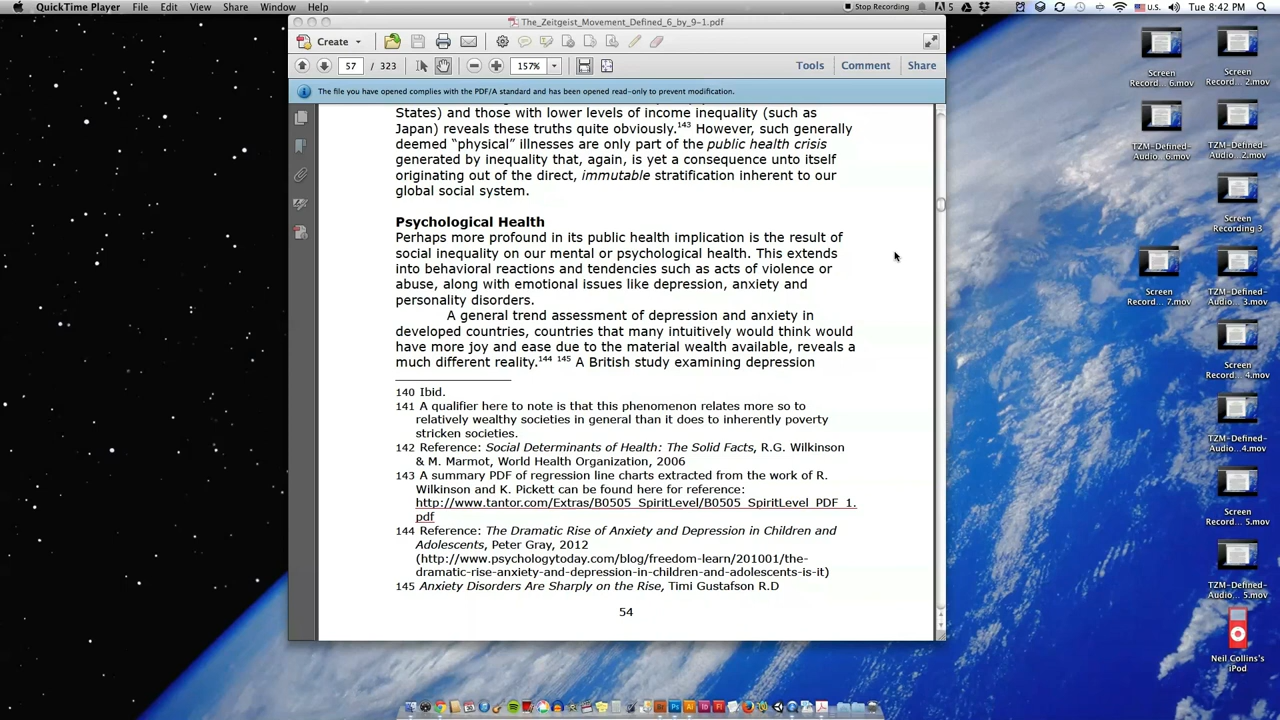 QuickTime Player File Edit View Share Window Help
Stop Recording
5
U.S.
Tue 8:42 PM
The_Zeitgeist_Movement_Defined_6_by_9-1.pdf
Create
57 / 323
157%
Tools Comment Share
The file you have opened complies with the PDF/A standard and has been opened read-only to prevent modification.
States) and those with lower levels of income inequality (such as
Japan) reveals these truths quite obviously.143 However, such generally
deemed “physical” illnesses are only part of the public health crisis
generated by inequality that, again, is yet a consequence unto itself
originating out of the direct, immutable stratification inherent to our
global social system.
Psychological Health
Perhaps more profound in its public health implication is the result of
social inequality on our mental or psychological health. This extends
into behavioral reactions and tendencies such as acts of violence or
abuse, along with emotional issues like depression, anxiety and
personality disorders.
A general trend assessment of depression and anxiety in
developed countries, countries that many intuitively would think would
have more joy and ease due to the material wealth available, reveals a
much different reality.144 145 A British study examining depression
140 Ibid.
141 A qualifier here to note is that this phenomenon relates more so to
relatively wealthy societies in general than it does to inherently poverty
stricken societies.
142 Reference: Social Determinants of Health: The Solid Facts, R.G. Wilkinson
& M. Marmot, World Health Organization, 2006
143 A summary PDF of regression line charts extracted from the work of R.
Wilkinson and K. Pickett can be found here for reference:
http://www.tantor.com/Extras/B0505_SpiritLevel/B0505_SpiritLevel_PDF_1.
pdf
144 Reference: The Dramatic Rise of Anxiety and Depression in Children and
Adolescents, Peter Gray, 2012
(http://www.psychologytoday.com/blog/freedom-learn/201001/the-
dramatic-rise-anxiety-and-depression-in-children-and-adolescents-is-it)
145 Anxiety Disorders Are Sharply on the Rise, Timi Gustafson R.D
54
Screen
Record... 6.mov
Screen
Record... 2.mov
TZM-Defined-
Audio ...6.mov
TZM-Defined-
Audio ...2.mov
Screen
Recording 3
Screen
Record... 7.mov
TZM-Defined-
Audio... 3.mov
Screen
Record... 4.mov
TZM-Defined-
Audio ...4.mov
Screen
Record... 5.mov
TZM-Defined-
Audio... 5.mov
Neil Collins's
iPod